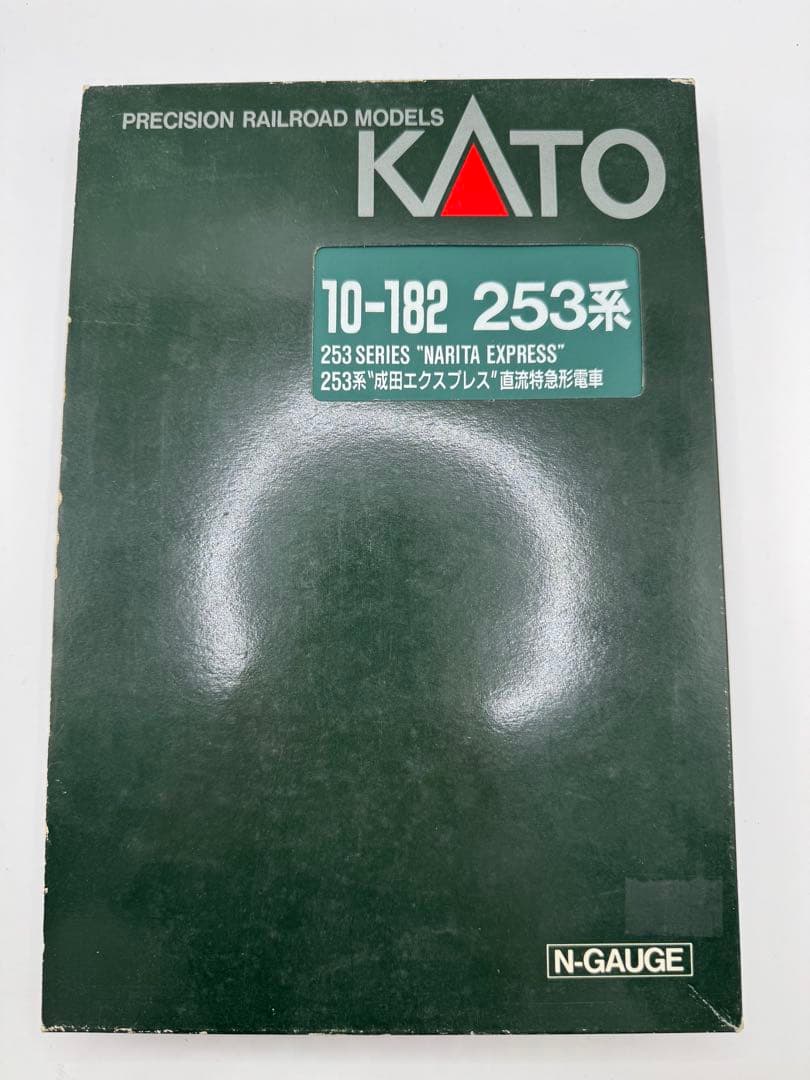 PRECISION RAILROAD MODELS
KATO
10-182 253系
253 SERIES "NARITA EXPRESS"
253系"成田エクスプレス"直流特急形電車
N-GAUGE